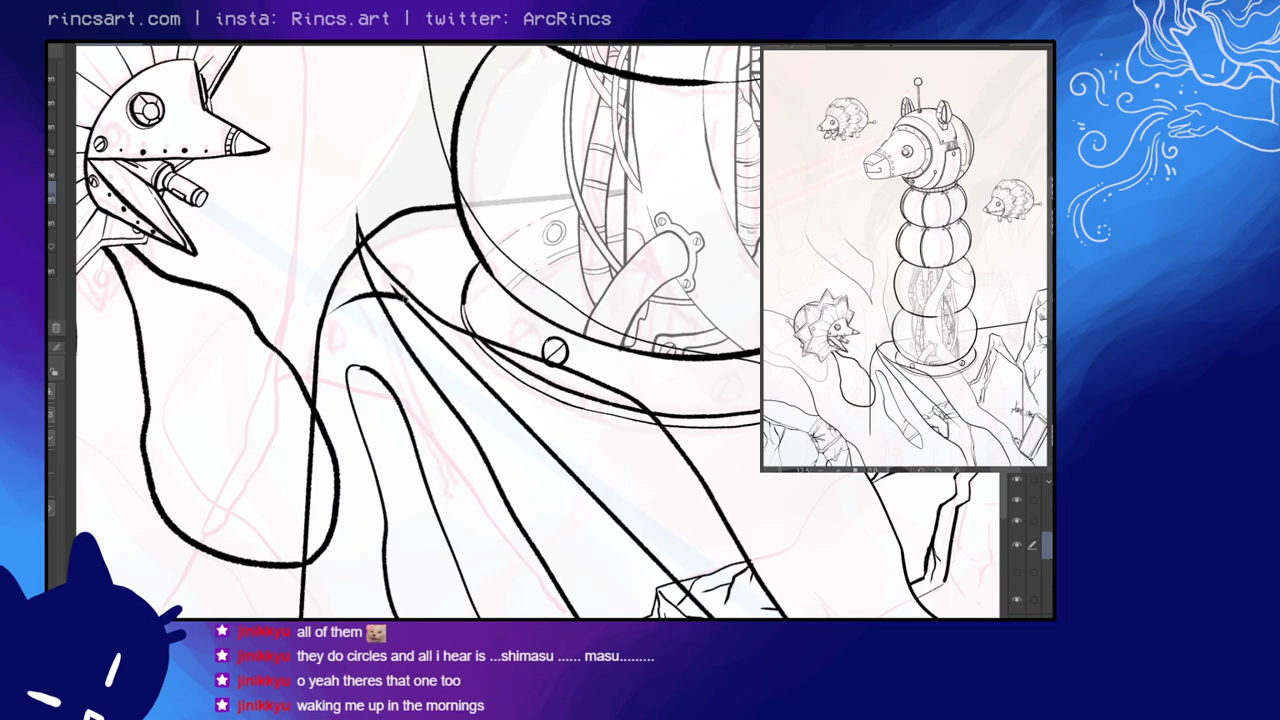 rincsart.com | insta: Rincs.art | twitter: ArcRincs
jinikkyu all of them
jinikkyu they do circles and all i hear is ...shimasu ...... masu.........
jinikkyu o yeah theres that one too
jinikkyu waking me up in the mornings